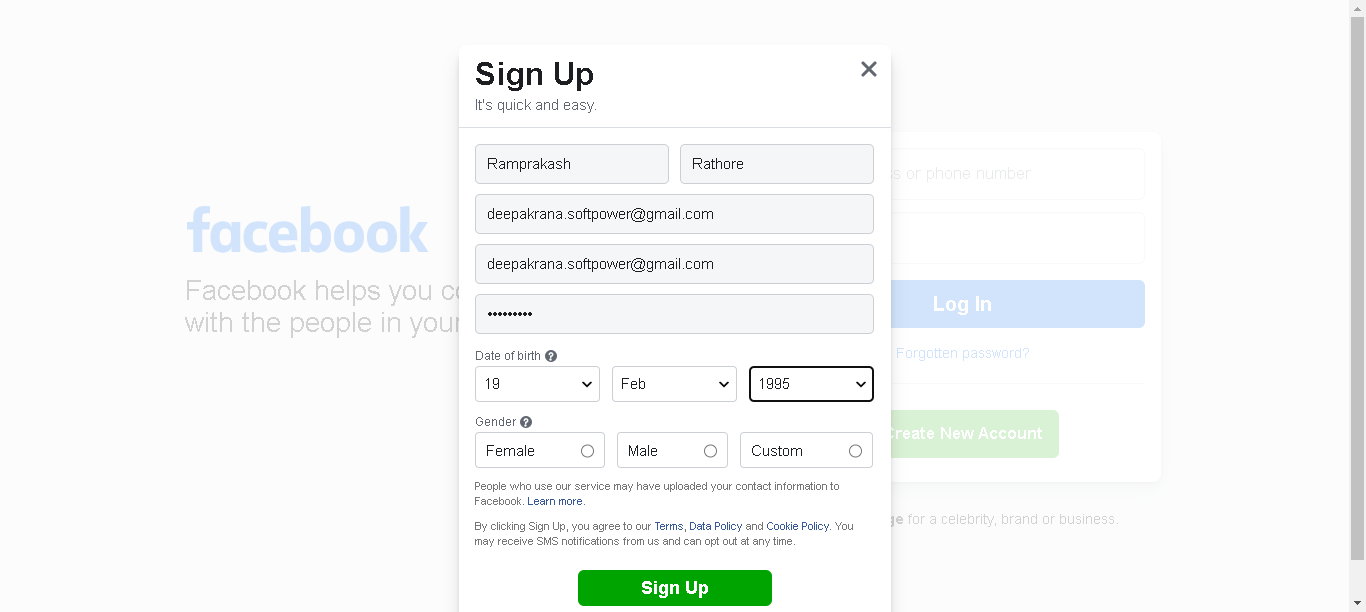 Sign Up
It's quick and easy.
Ramprakash Rathore
deepakrana.softpower@gmail.com
deepakrana.softpower@gmail.com
•••••••••
Date of birth ?
19 Feb 1995
Gender ?
Female Male Custom
People who use our service may have uploaded your contact information to
Facebook. Learn more.
By clicking Sign Up, you agree to our Terms, Data Policy and Cookie Policy. You
may receive SMS notifications from us and can opt out at any time.
Sign Up
facebook
Facebook helps you
with the people in your
or phone number
Log In
Forgotten password?
Create New Account
for a celebrity, brand or business.